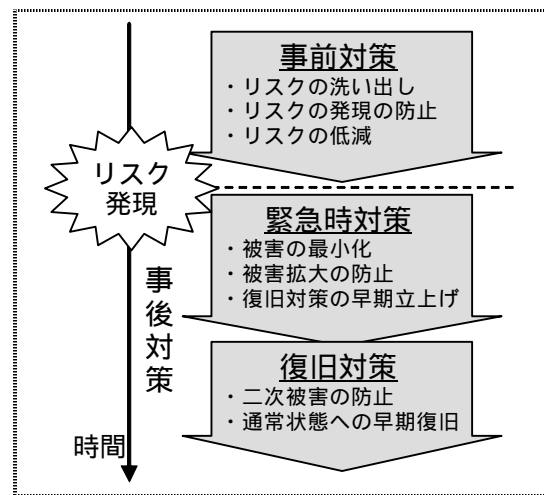 事前対策
・リスクの洗い出し
・リスクの発現の防止
・リスクの低減
リスク
発現
緊急時対策
・被害の最小化
・被害拡大の防止
・復旧対策の早期立上げ
事後対策
復旧対策
・二次被害の防止
・通常状態への早期復旧
時間